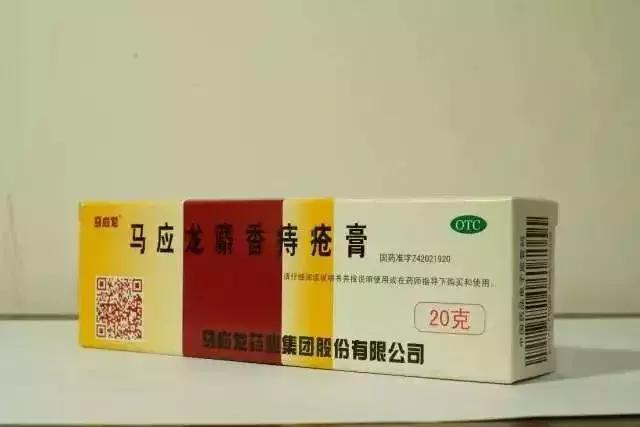 马应龙
马应龙麝香痔疮膏
OTC
国药准字Z42021920
请仔细阅读说明书并按说明使用或在药师指导下购买和使用。
20克
马应龙药业集团股份有限公司